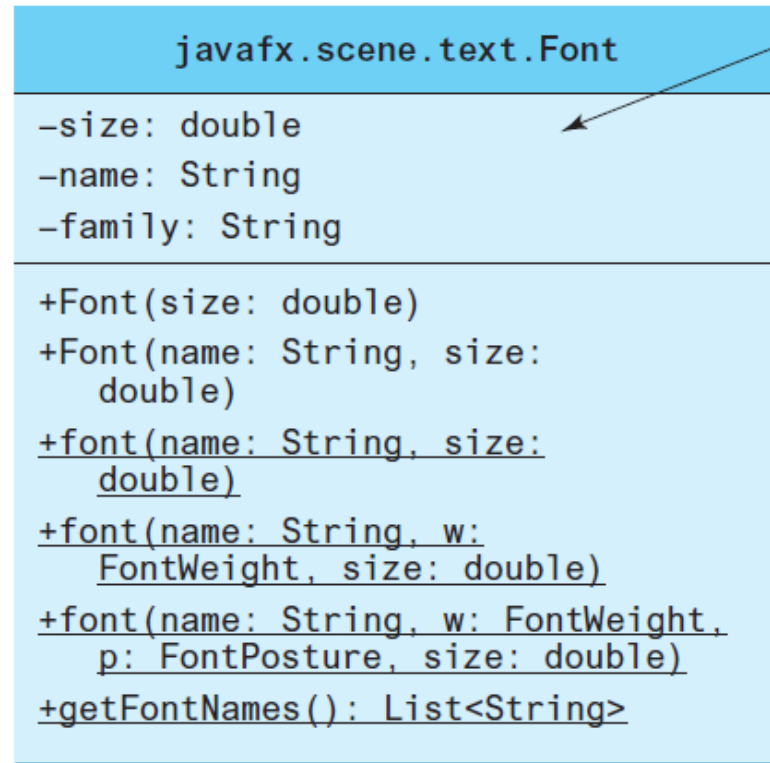 javafx.scene.text.Font
–size: double
–name: String
–family: String
+Font(size: double)
+Font(name: String, size:
double)
+font(name: String, size:
double)
+font(name: String, w:
FontWeight, size: double)
+font(name: String, w: FontWeight,
p: FontPosture, size: double)
+getFontNames(): List<String>